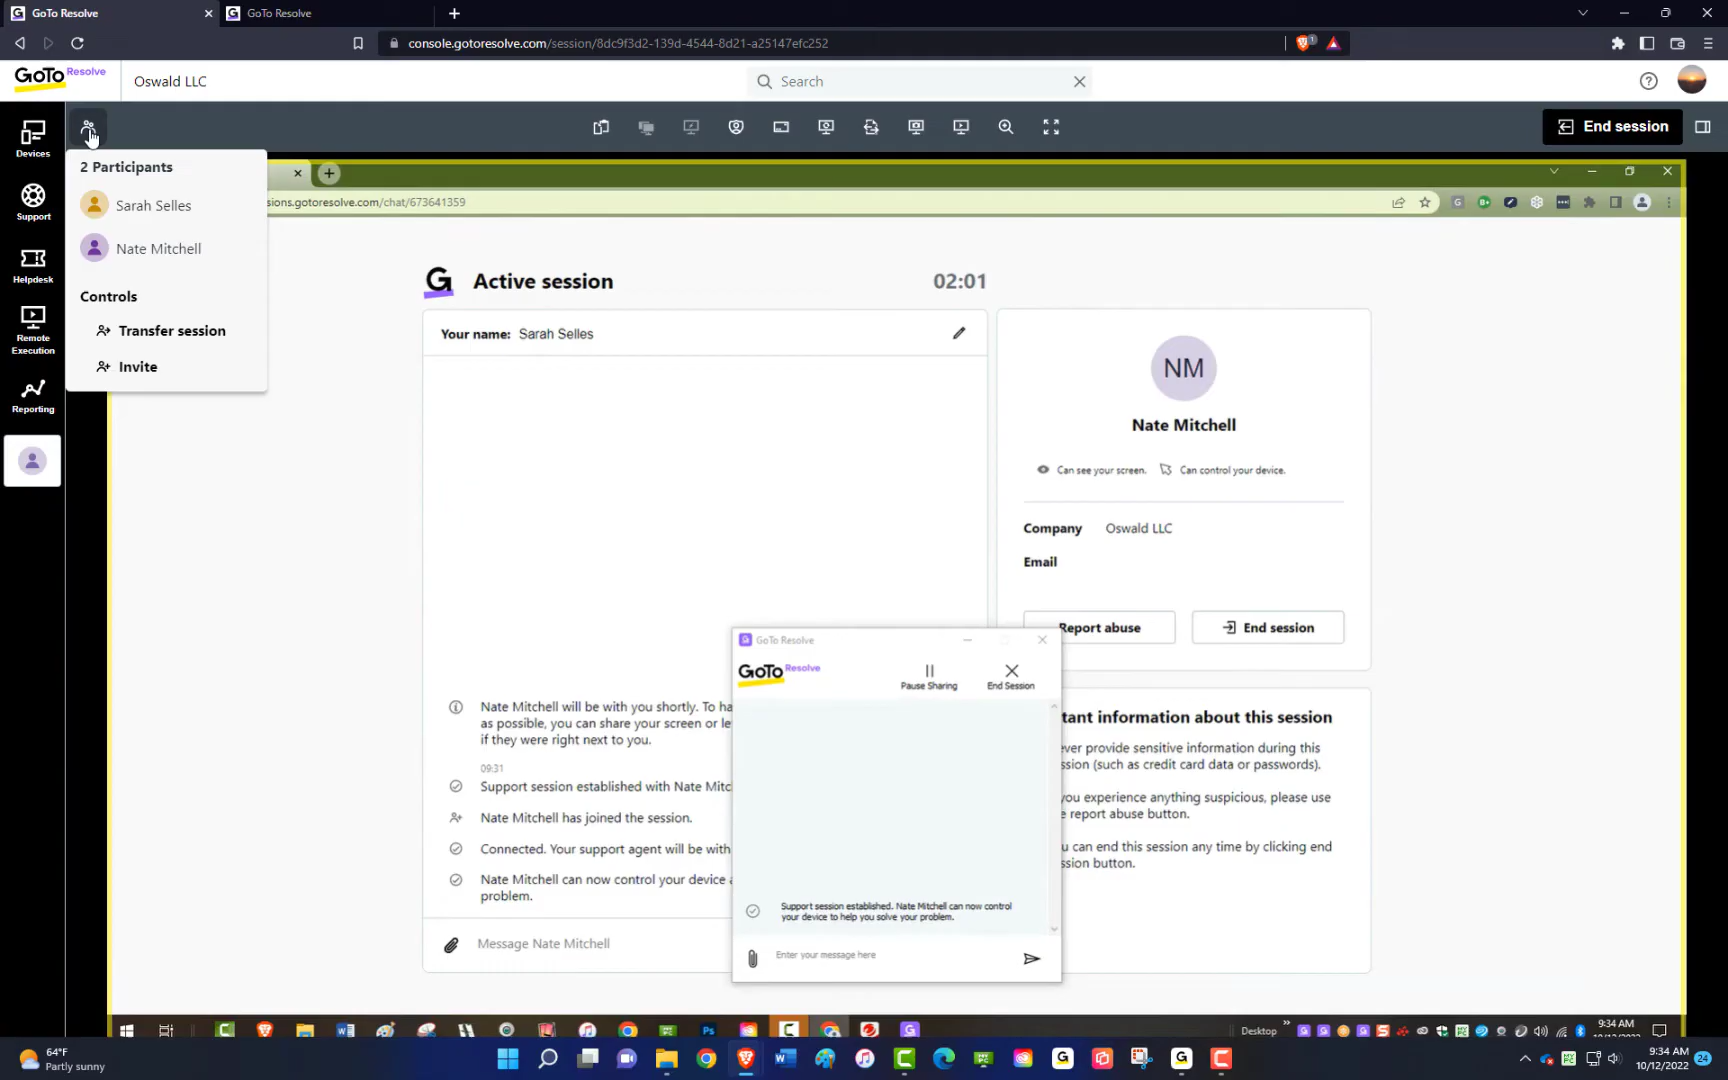 GoTo Resolve
GoTo Resolve
console.gotoresolve.com/session/8dc9f3d2-139d-4544-8d21-a25147efc252
1
GoTo Resolve
Oswald LLC
Search
End session
Devices
Support
Helpdesk
Remote
Execution
Reporting
2 Participants
Sarah Selles
Nate Mitchell
Controls
Transfer session
Invite
sions.gotoresolve.com/chat/673641359
Active session
02:01
Your name: Sarah Selles
NM
Nate Mitchell
Can see your screen.
Can control your device.
Company Oswald LLC
Email
Report abuse
End session
Nate Mitchell will be with you shortly. To ha
as possible, you can share your screen or le
if they were right next to you.
09:31
Support session established with Nate Mitc
Nate Mitchell has joined the session.
Connected. Your support agent will be with
Nate Mitchell can now control your device a
problem.
Message Nate Mitchell
GoTo Resolve
GoTo Resolve
Pause Sharing
End Session
Support session established. Nate Mitchell can now control
your device to help you solve your problem.
Enter your message here
tant information about this session
ever provide sensitive information during this
ssion (such as credit card data or passwords).
you experience anything suspicious, please use
e report abuse button.
u can end this session any time by clicking end
ssion button.
Desktop
9:34 AM
64°F
Partly sunny
9:34 AM
10/12/2022
24